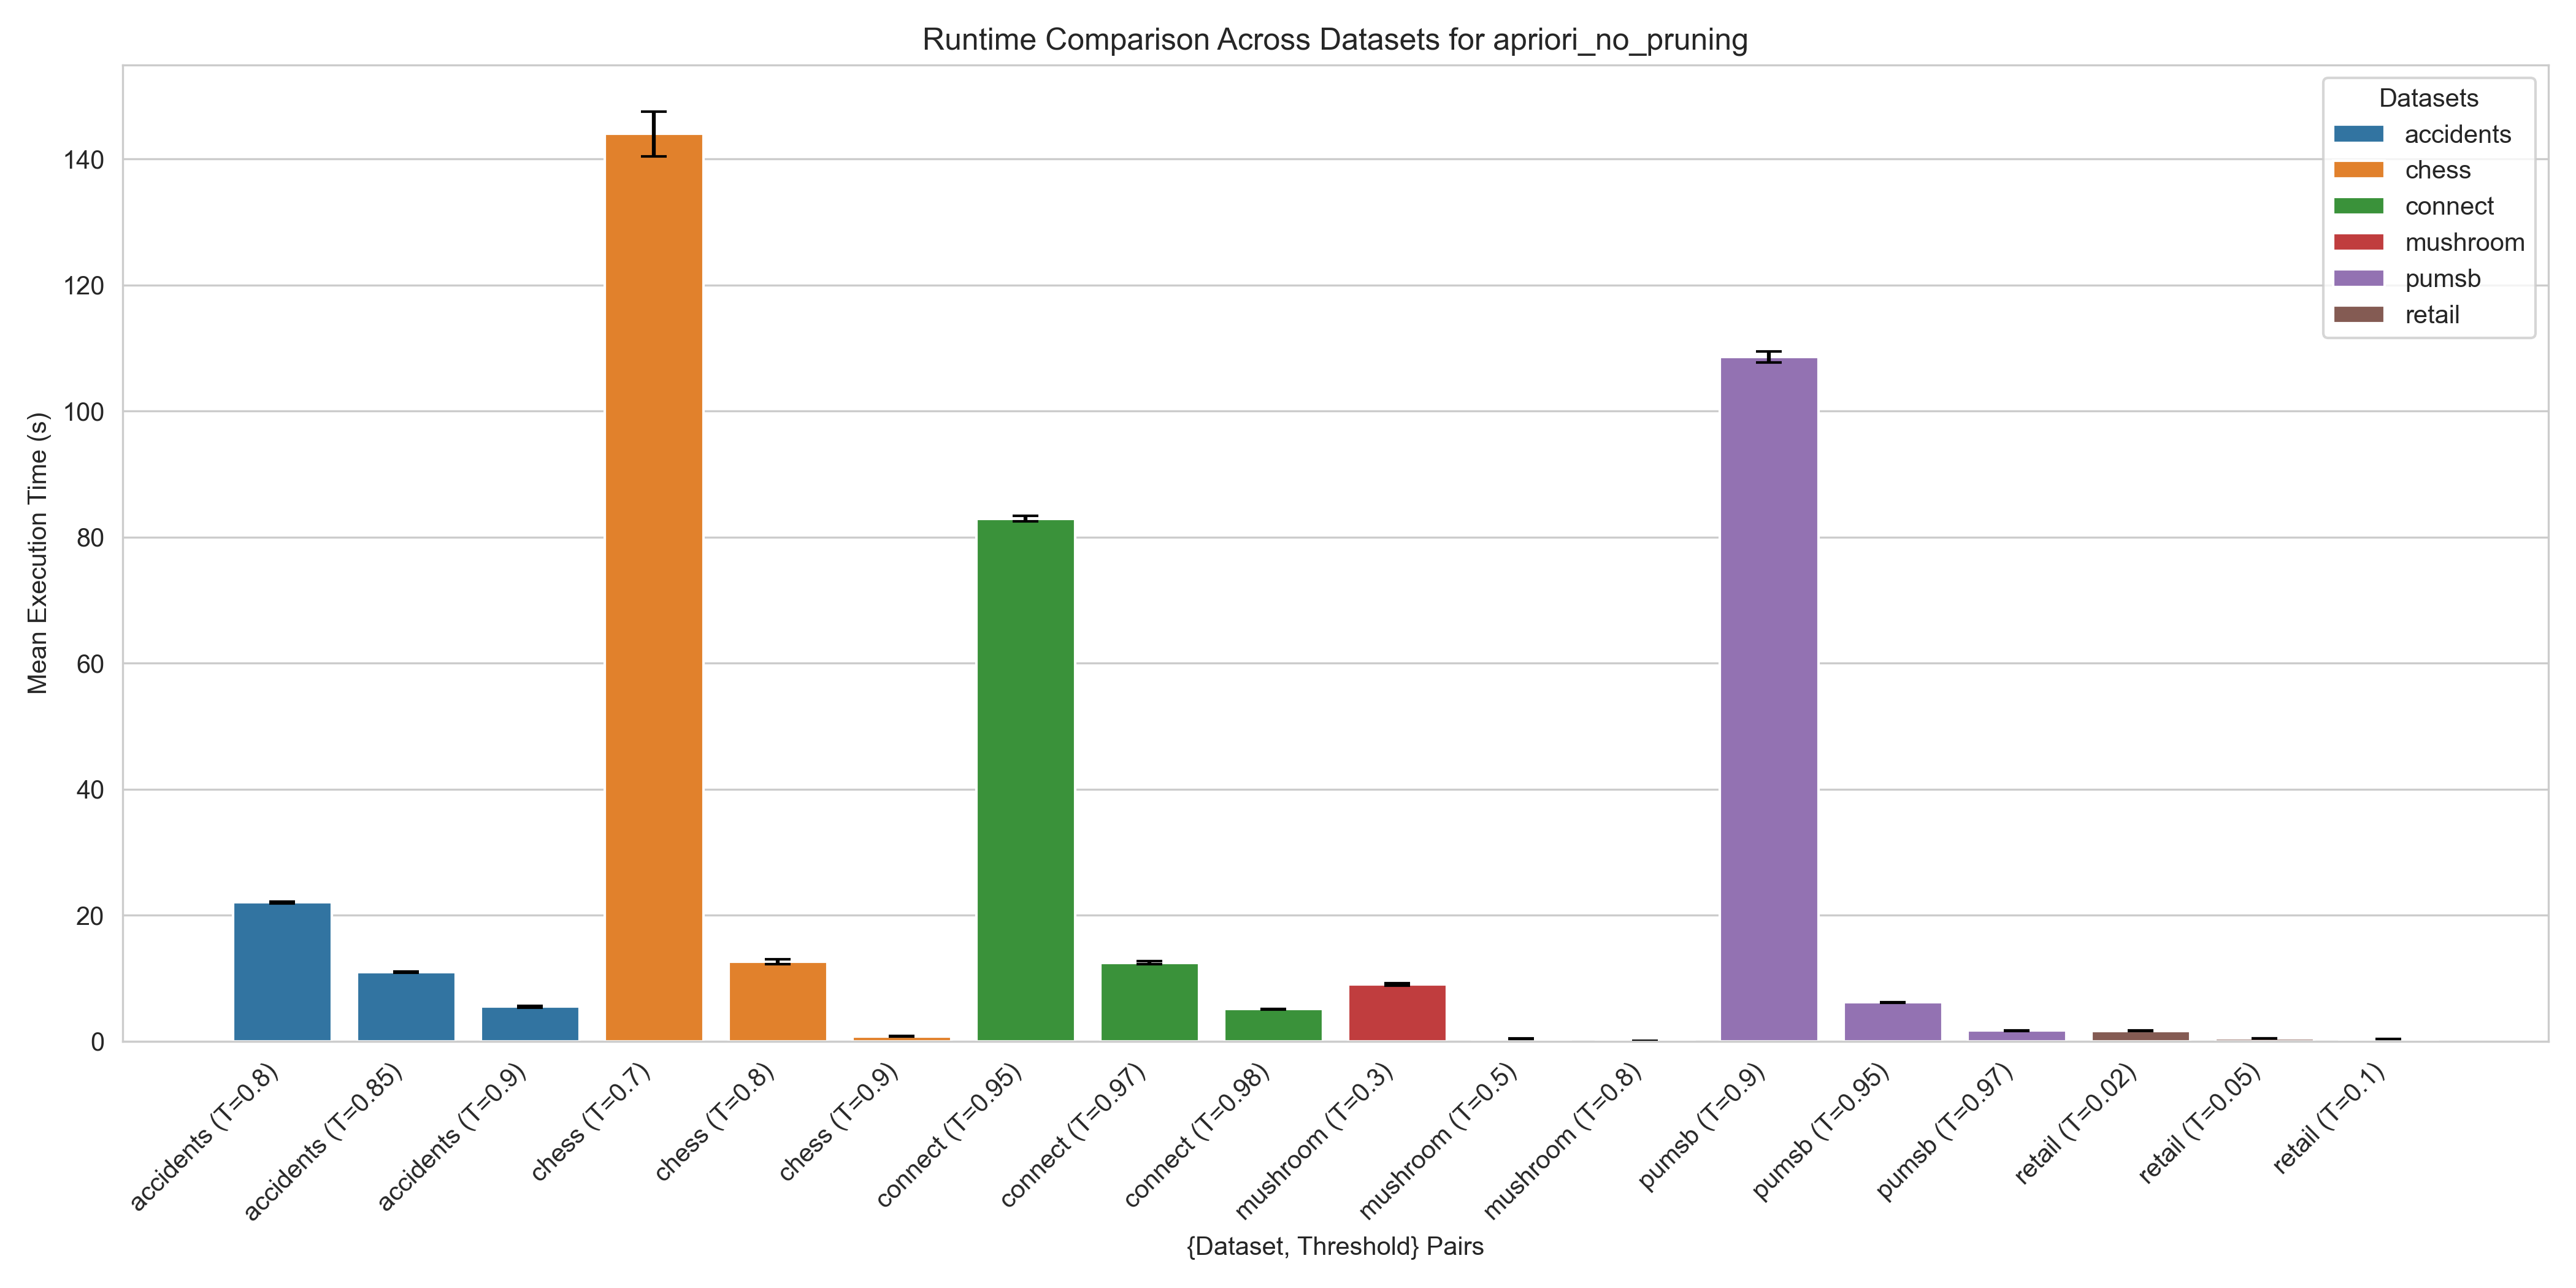 Runtime Comparison Across Datasets for apriori_no_pruning
Datasets
accidents
chess
connect
mushroom
pumsb
retail
Mean Execution Time (s)
140
120
100
80
60
40
20
0
accidents (T=0.8)
accidents (T=0.85)
accidents (T=0.9)
chess (T=0.7)
chess (T=0.8)
chess (T=0.9)
connect (T=0.95)
connect (T=0.97)
connect (T=0.98)
mushroom (T=0.3)
mushroom (T=0.5)
mushroom (T=0.8)
pumsb (T=0.9)
pumsb (T=0.95)
pumsb (T=0.97)
retail (T=0.02)
retail (T=0.05)
retail (T=0.1)
{Dataset, Threshold} Pairs